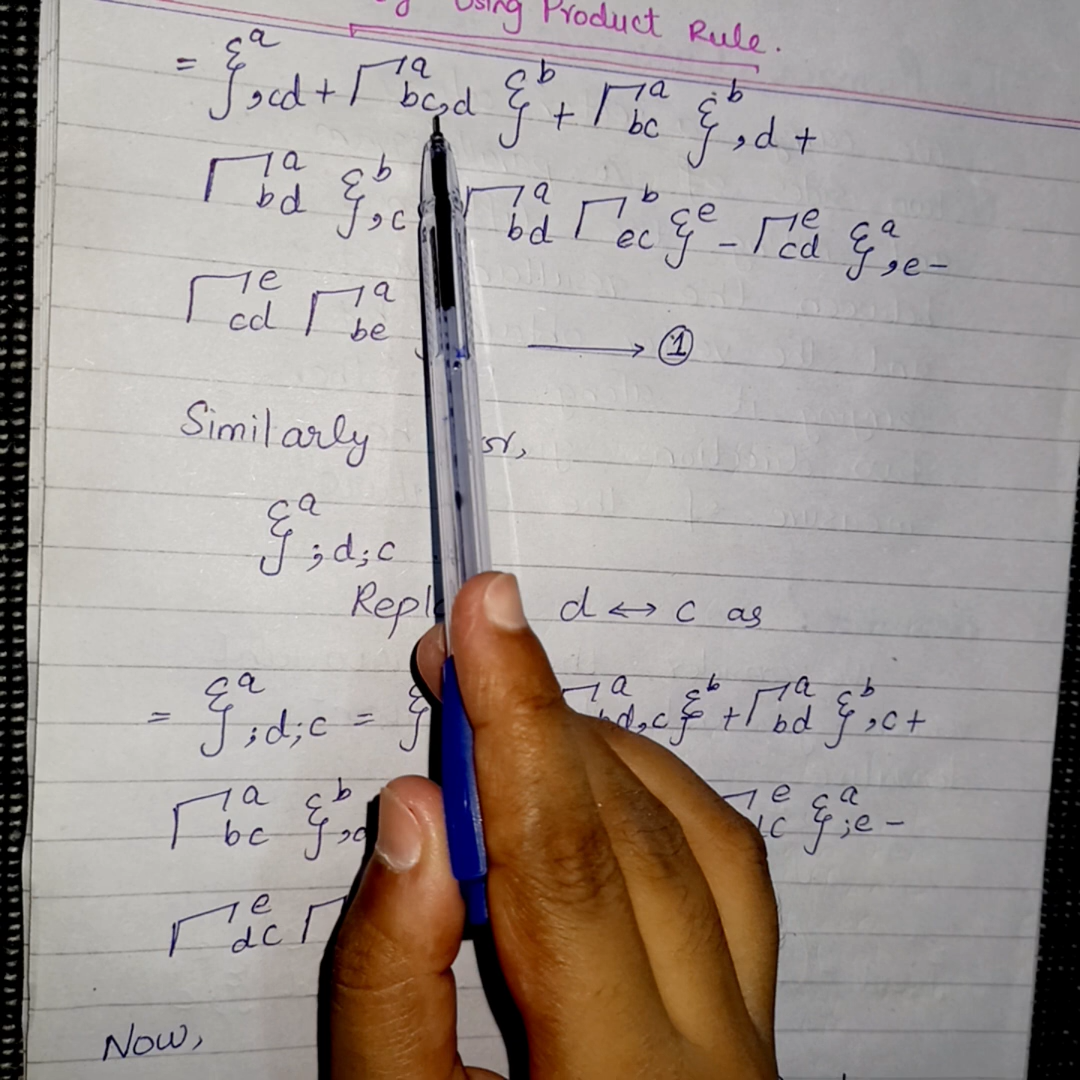 Using Product Rule.
= ξ^a,cd + Γ^a bc,d ξ^b + Γ^a bc ξ^b,d +
Γ^a bd ξ^b,c Γ^a bd Γ^b ec ξ^e - Γ^e cd ξ^a,e -
Γ^e cd Γ^a be ⟶ ①
Similarly
ξ^a;d;c
d ↔ c as
= ξ^a;d;c = ξ Γ^a bd,c ξ^b + Γ^a bd ξ^b,c +
Γ^a bc ξ^b, Γ^e dc ξ^a;e -
Γ^e dc Γ
Now,